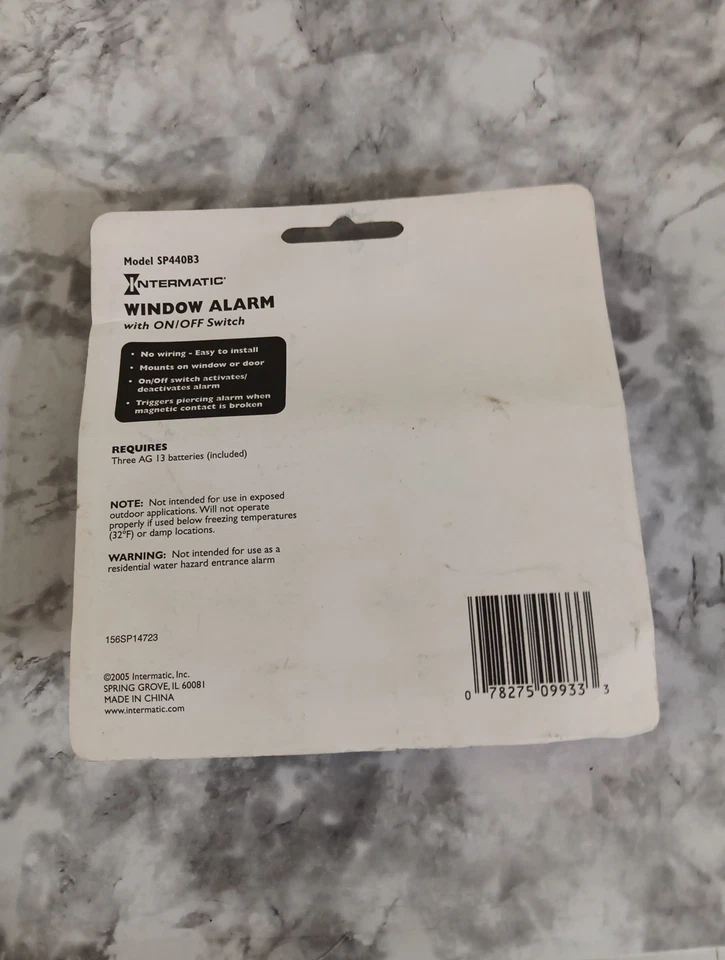 Model SP440B3
INTERMATIC®
WINDOW ALARM
with ON/OFF Switch
• No wiring - Easy to install
• Mounts on window or door
• On/Off switch activates/
deactivates alarm
• Triggers piercing alarm when
magnetic contact is broken
REQUIRES
Three AG 13 batteries (included)
NOTE: Not intended for use in exposed
outdoor applications. Will not operate
properly if used below freezing temperatures
(32°F) or damp locations.
WARNING: Not intended for use as a
residential water hazard entrance alarm
156SP14723
©2005 Intermatic, Inc.
SPRING GROVE, IL 60081
MADE IN CHINA
www.intermatic.com
0 78275 09933 3